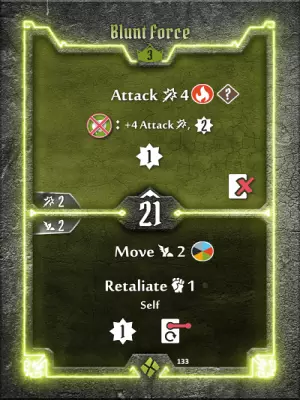 Blunt Force
3
Attack 4 ?
: +4 Attack, 2
1
2
21
2
Move 2
Retaliate 1
Self
1
133